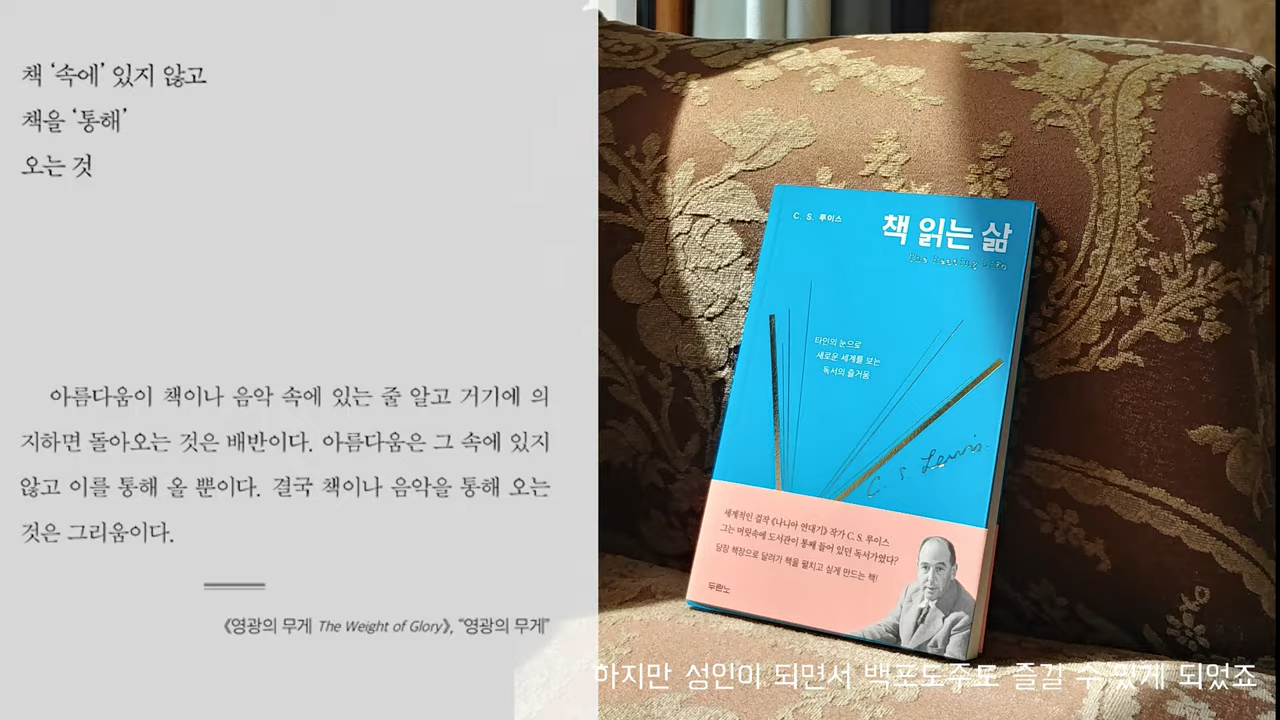 책 ‘속에’ 있지 않고
책을 ‘통해’
오는 것
아름다움이 책이나 음악 속에 있는 줄 알고 거기에 의
지하면 돌아오는 것은 배반이다. 아름다움은 그 속에 있지
않고 이를 통해 올 뿐이다. 결국 책이나 음악을 통해 오는
것은 그리움이다.
《영광의 무게 The Weight of Glory》, “영광의 무게”
C. S. 루이스
책 읽는 삶
The Reading Life
타인의 눈으로
새로운 세계를 보는
독서의 즐거움
C. S. Lewis.
세계적인 걸작 《나니아 연대기》 작가 C. S. 루이스
그는 머릿속에 도서관이 통째 들어 있던 독서가였다?
당장 책장으로 달려가 책을 펼치고 싶게 만드는 책!
두란노
하지만 성인이 되면서 백포도주도 즐길 수 있게 되었죠